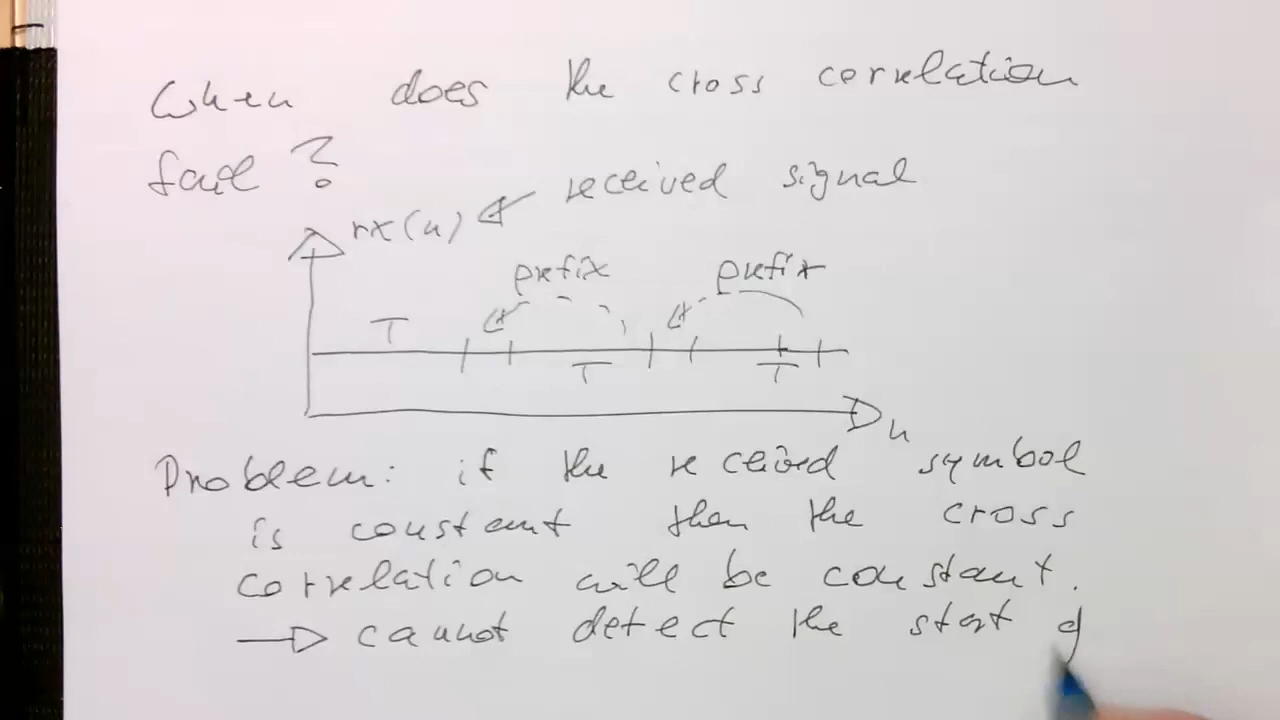 When does the cross correlation
fail ?
received signal
rx(n)
prefix prefix
T
T T
n
Problem: if the received symbol
is constant then the cross
correlation will be constant.
→ cannot detect the start of